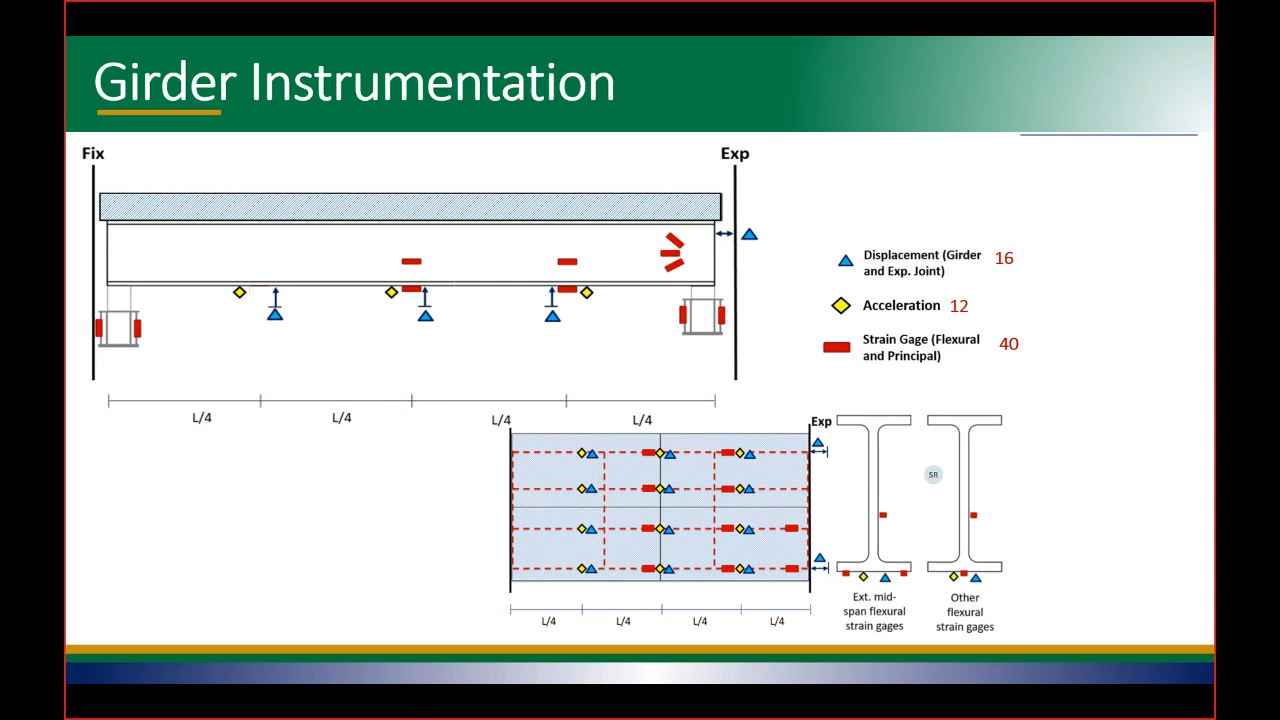 Girder Instrumentation
Fix
Exp
Displacement (Girder
and Exp. Joint)
16
Acceleration
12
Strain Gage (Flexural
and Principal)
40
L/4
L/4
L/4
L/4
Exp
SR
L/4
L/4
L/4
L/4
Ext. mid-
span flexural
strain gages
Other
flexural
strain gages